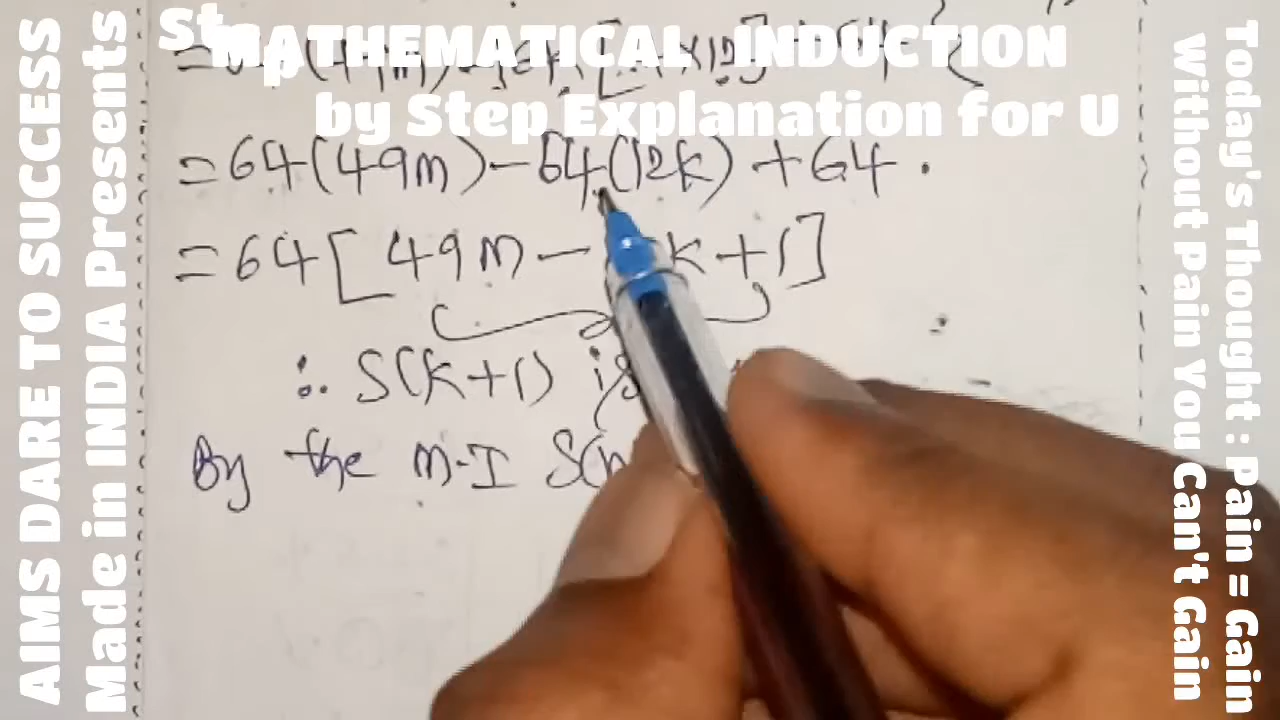 AIMS DARE TO SUCCESS
Made in INDIA Presents
St
MATHEMATICAL INDUCTION
by Step Explanation for U
= 64(49m) - 64(12k) + 64 .
= 64[49m - k+1]
∴ S(k+1) is
By the M-I S(n
Today's Thought : Pain = Gain
Without Pain You Can't Gain